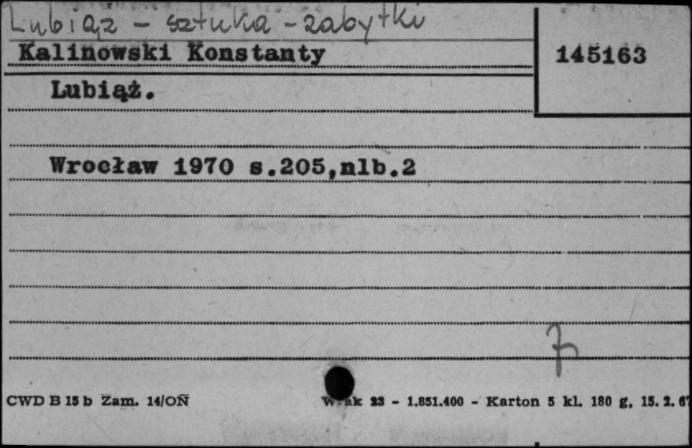 Lubiąż - sztuka - zabytki
Kalinowski Konstanty
145163
Lubiąż.
Wrocław 1970 s.205,nlb.2
CWD B 15 b Zam. 14/ON 23 - 1.851.400 - Karton 5 kl. 180 g, 15. 2. 6